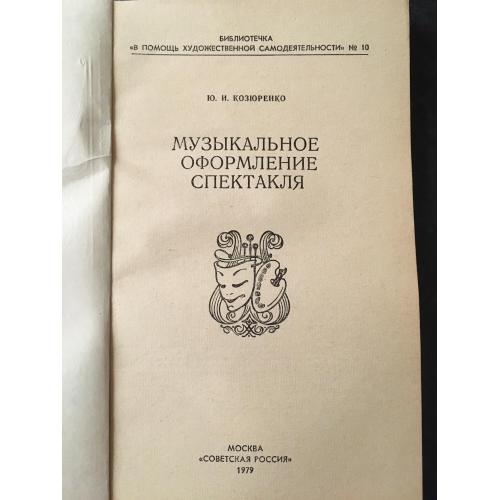 БИБЛИОТЕЧКА
«В ПОМОЩЬ ХУДОЖЕСТВЕННОЙ САМОДЕЯТЕЛЬНОСТИ» № 10
Ю. И. КОЗЮРЕНКО
МУЗЫКАЛЬНОЕ
ОФОРМЛЕНИЕ
СПЕКТАКЛЯ
МОСКВА
«СОВЕТСКАЯ РОССИЯ»
1979